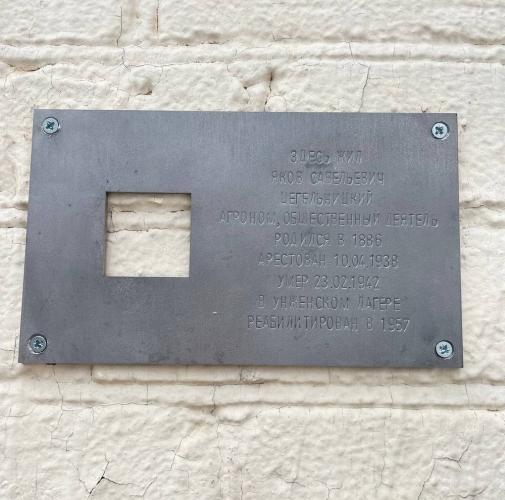 ЗДЕСЬ ЖИЛ
ЯКОВ САВЕЛЬЕВИЧ
ЦЕГЕЛЬНИЦКИЙ
АГРОНОМ, ОБЩЕСТВЕННЫЙ ДЕЯТЕЛЬ
РОДИЛСЯ В 1886
АРЕСТОВАН 10.04.1938
УМЕР 23.02.1942
В УНЖЕНСКОМ ЛАГЕРЕ
РЕАБИЛИТИРОВАН В 1957